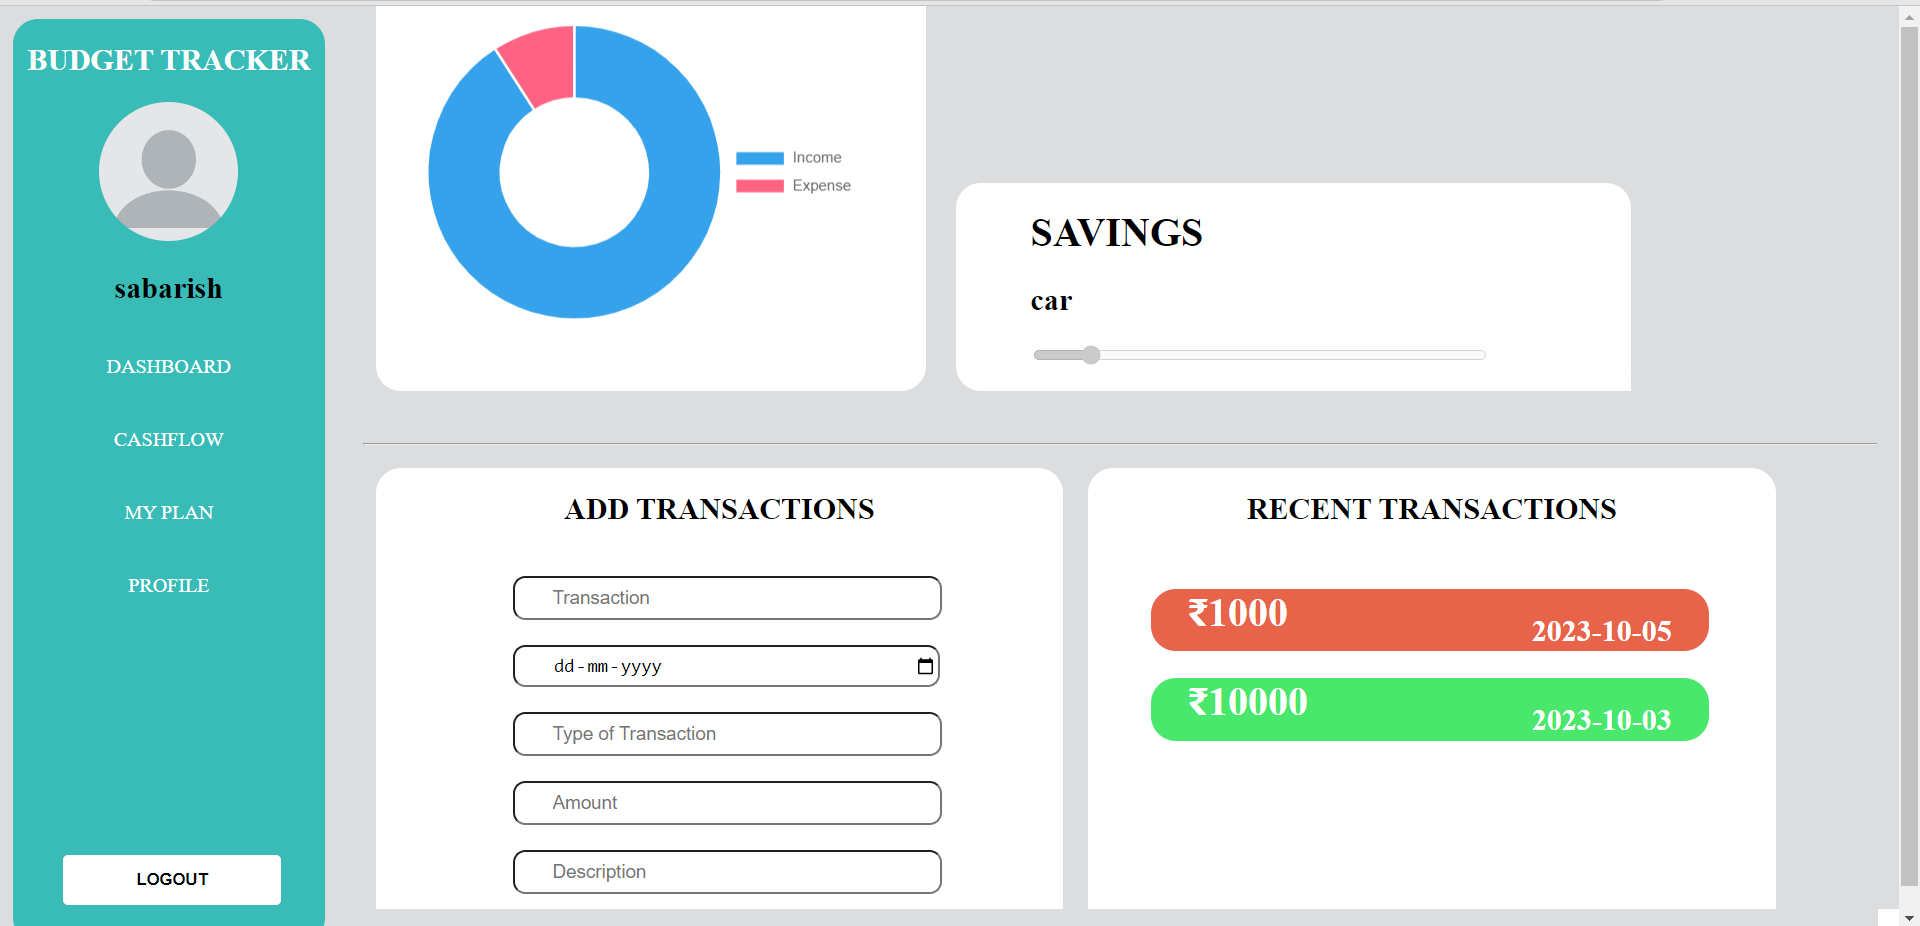 BUDGET TRACKER
sabarish
DASHBOARD
CASHFLOW
MY PLAN
PROFILE
LOGOUT
Income
Expense
SAVINGS
car
ADD TRANSACTIONS
Transaction
dd-mm-yyyy
Type of Transaction
Amount
Description
RECENT TRANSACTIONS
₹1000
2023-10-05
₹10000
2023-10-03